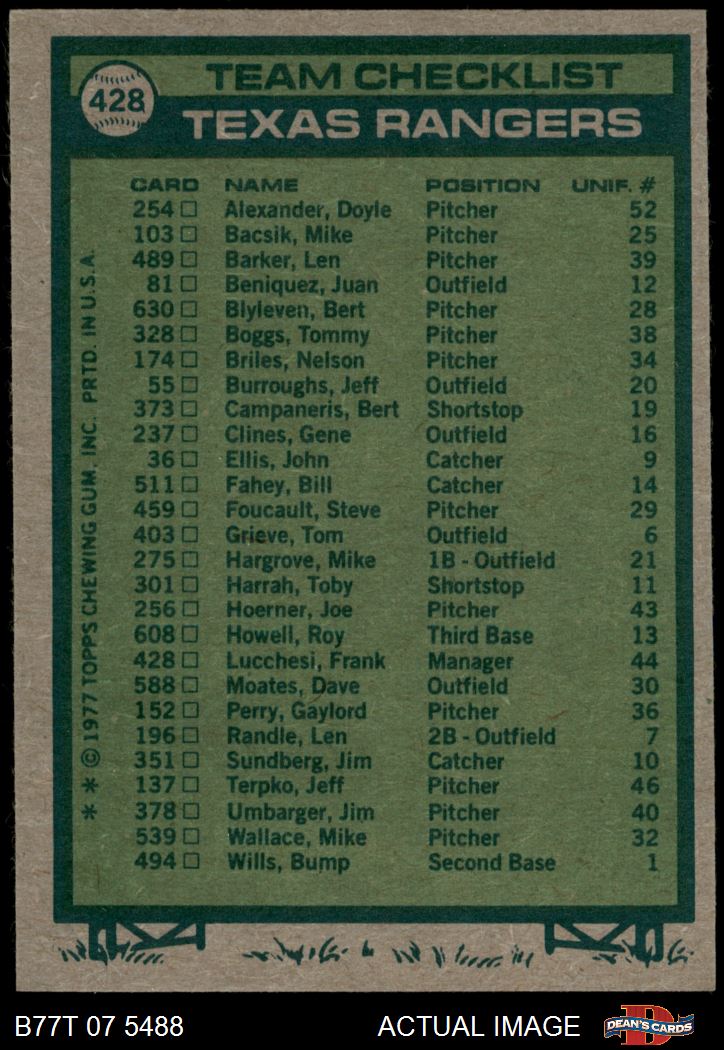 428
TEAM CHECKLIST
TEXAS RANGERS
CARD NAME POSITION UNIF. #
254 □ Alexander, Doyle Pitcher 52
103 □ Bacsik, Mike Pitcher 25
489 □ Barker, Len Pitcher 39
81 □ Beniquez, Juan Outfield 12
630 □ Blyleven, Bert Pitcher 28
328 □ Boggs, Tommy Pitcher 38
174 □ Briles, Nelson Pitcher 34
55 □ Burroughs, Jeff Outfield 20
373 □ Campaneris, Bert Shortstop 19
237 □ Clines, Gene Outfield 16
36 □ Ellis, John Catcher 9
511 □ Fahey, Bill Catcher 14
459 □ Foucault, Steve Pitcher 29
403 □ Grieve, Tom Outfield 6
275 □ Hargrove, Mike 1B - Outfield 21
301 □ Harrah, Toby Shortstop 11
256 □ Hoerner, Joe Pitcher 43
608 □ Howell, Roy Third Base 13
428 □ Lucchesi, Frank Manager 44
588 □ Moates, Dave Outfield 30
152 □ Perry, Gaylord Pitcher 36
196 □ Randle, Len 2B - Outfield 7
351 □ Sundberg, Jim Catcher 10
137 □ Terpko, Jeff Pitcher 46
378 □ Umbarger, Jim Pitcher 40
539 □ Wallace, Mike Pitcher 32
494 □ Wills, Bump Second Base 1
* * © 1977 TOPPS CHEWING GUM, INC. PRTD. IN U.S.A.
B77T 07 5488 ACTUAL IMAGE
D
DEAN'S CARDS